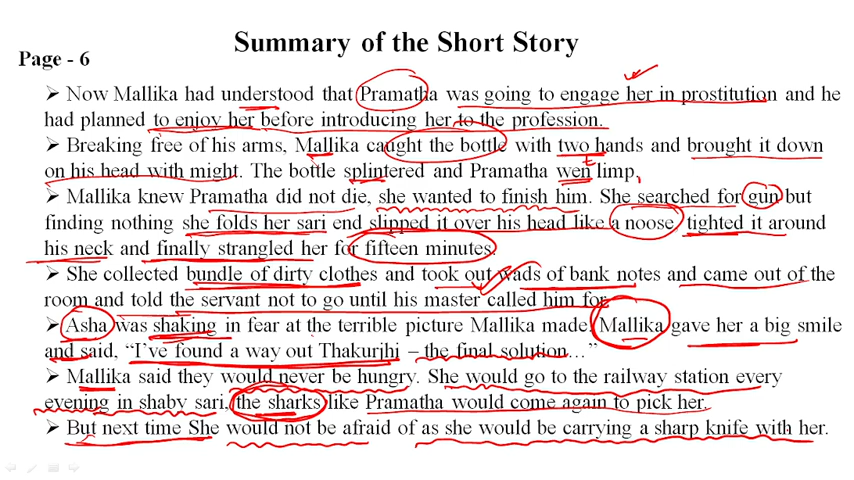 Summary of the Short Story
Page - 6
➢ Now Mallika had understood that Pramatha was going to engage her in prostitution and he
had planned to enjoy her before introducing her to the profession.
➢ Breaking free of his arms, Mallika caught the bottle with two hands and brought it down
on his head with might. The bottle splintered and Pramatha wen limp,
➢ Mallika knew Pramatha did not die, she wanted to finish him. She searched for gun but
finding nothing she folds her sari end slipped it over his head like a noose, tighted it around
his neck and finally strangled her for fifteen minutes.
➢ She collected bundle of dirty clothes and took out wads of bank notes and came out of the
room and told the servant not to go until his master called him for.
➢ Asha was shaking in fear at the terrible picture Mallika made. Mallika gave her a big smile
and said, “I’ve found a way out Thakurjhi – the final solution…”
➢ Mallika said they would never be hungry. She would go to the railway station every
evening in shaby sari, the sharks like Pramatha would come again to pick her.
➢ But next time She would not be afraid of as she would be carrying a sharp knife with her.